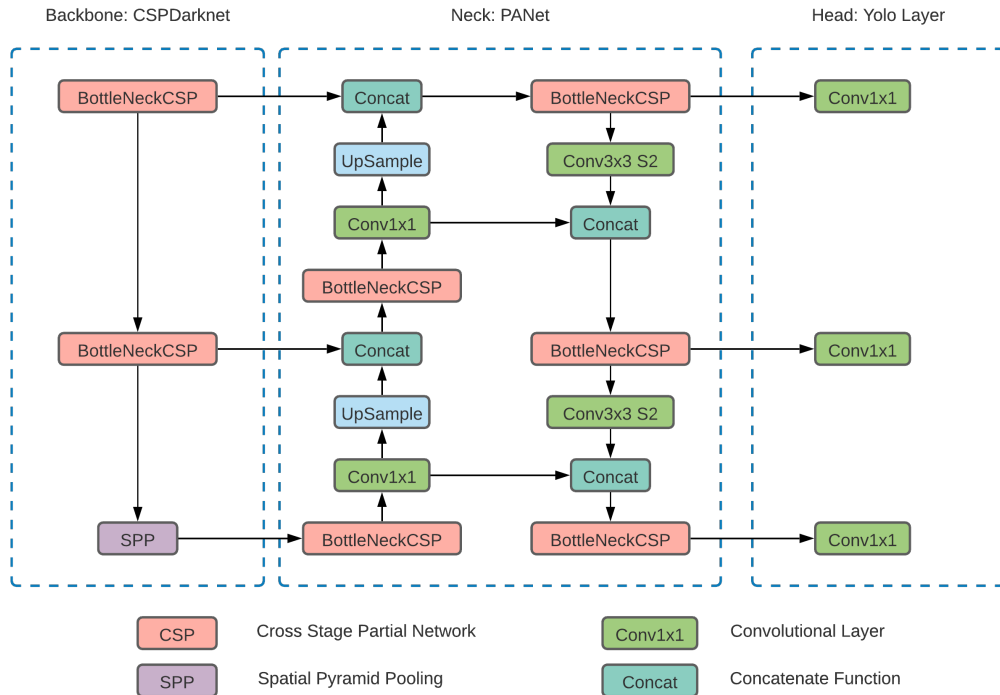 Backbone: CSPDarknet
Neck: PANet
Head: Yolo Layer
BottleNeckCSP
Concat
BottleNeckCSP
Conv1x1
UpSample
Conv3x3 S2
Conv1x1
Concat
BottleNeckCSP
BottleNeckCSP
Concat
BottleNeckCSP
Conv1x1
UpSample
Conv3x3 S2
Conv1x1
Concat
SPP
BottleNeckCSP
BottleNeckCSP
Conv1x1
CSP
Cross Stage Partial Network
Conv1x1
Convolutional Layer
SPP
Spatial Pyramid Pooling
Concat
Concatenate Function